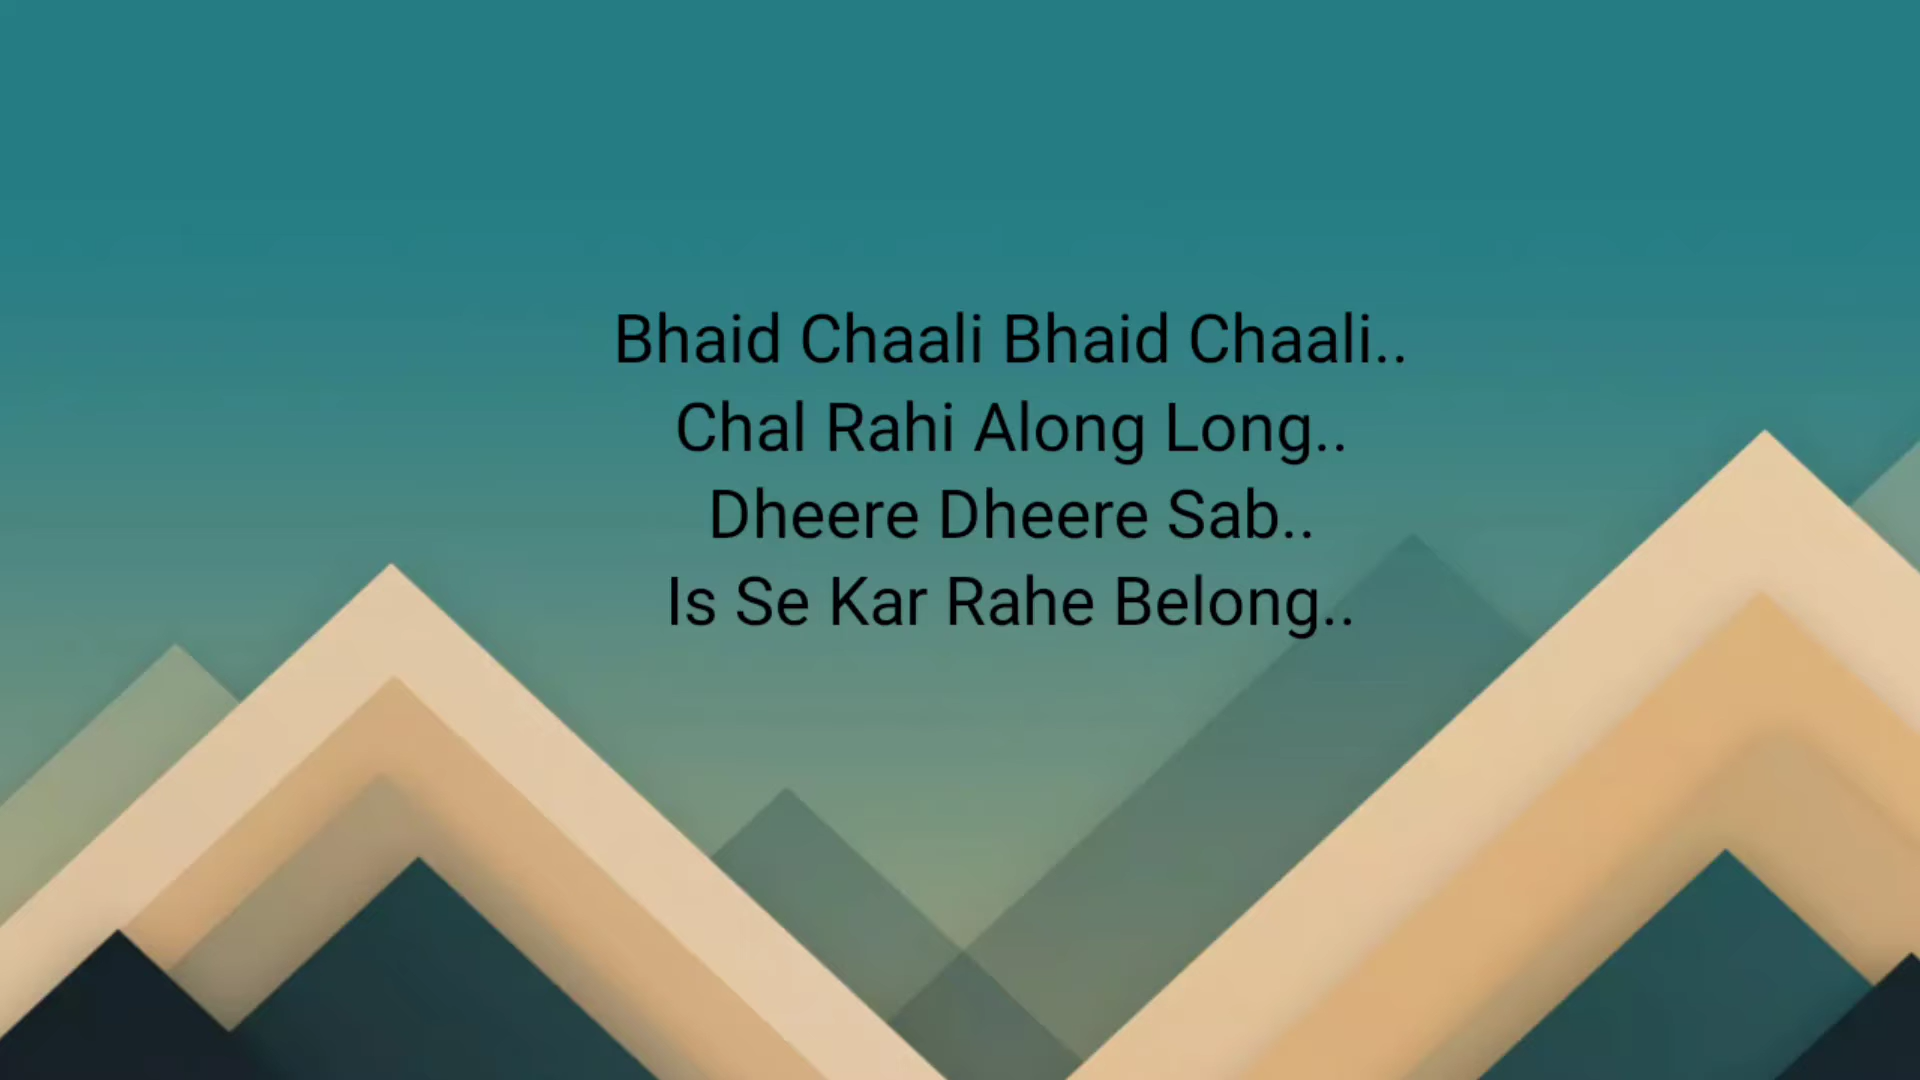 Bhaid Chaali Bhaid Chaali..
Chal Rahi Along Long..
Dheere Dheere Sab..
Is Se Kar Rahe Belong..